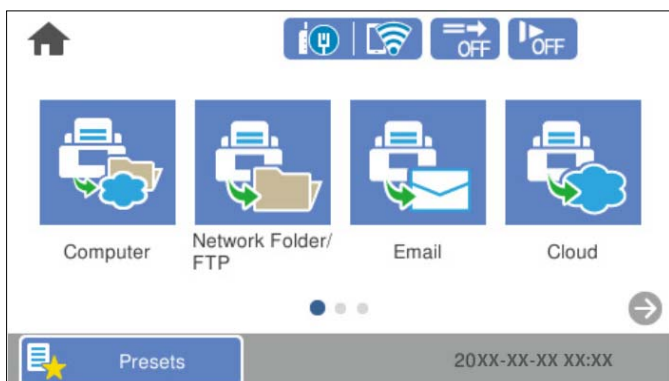 OFF
OFF
Computer
Network Folder/
FTP
Email
Cloud
Presets
20XX-XX-XX XX:XX